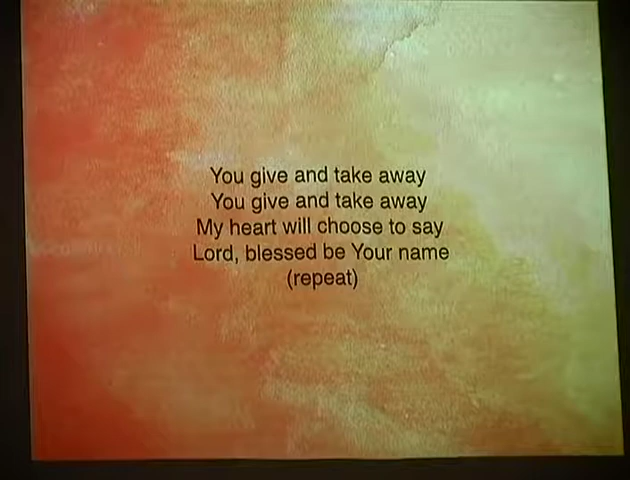 You give and take away
You give and take away
My heart will choose to say
Lord, blessed be Your name
(repeat)